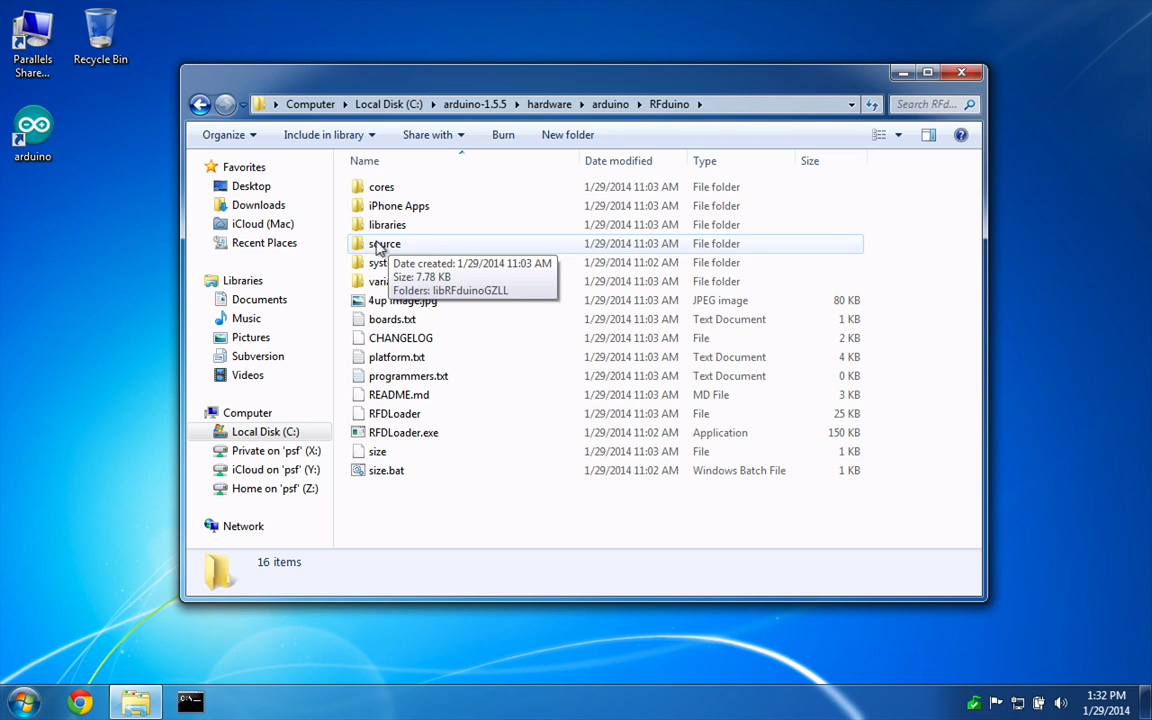 Parallels
Share...
Recycle Bin
arduino
Computer
Local Disk (C:)
arduino-1.5.5
hardware
arduino
RFduino
Search RFd...
Organize
Include in library
Share with
Burn
New folder
Name
Date modified
Type
Size
Favorites
Desktop
Downloads
iCloud (Mac)
Recent Places
Libraries
Documents
Music
Pictures
Subversion
Videos
Computer
Local Disk (C:)
Private on 'psf' (X:)
iCloud on 'psf' (Y:)
Home on 'psf' (Z:)
Network
cores 1/29/2014 11:03 AM File folder
iPhone Apps 1/29/2014 11:03 AM File folder
libraries 1/29/2014 11:03 AM File folder
source 1/29/2014 11:03 AM File folder
syst 1/29/2014 11:02 AM File folder
varia 1/29/2014 11:03 AM File folder
Date created: 1/29/2014 11:03 AM
Size: 7.78 KB
Folders: libRFduinoGZLL
4up image.jpg 1/29/2014 11:03 AM JPEG image 80 KB
boards.txt 1/29/2014 11:03 AM Text Document 1 KB
CHANGELOG 1/29/2014 11:03 AM File 2 KB
platform.txt 1/29/2014 11:03 AM Text Document 4 KB
programmers.txt 1/29/2014 11:03 AM Text Document 0 KB
README.md 1/29/2014 11:03 AM MD File 3 KB
RFDLoader 1/29/2014 11:03 AM File 25 KB
RFDLoader.exe 1/29/2014 11:02 AM Application 150 KB
size 1/29/2014 11:03 AM File 1 KB
size.bat 1/29/2014 11:02 AM Windows Batch File 1 KB
16 items
C:\
1:32 PM
1/29/2014